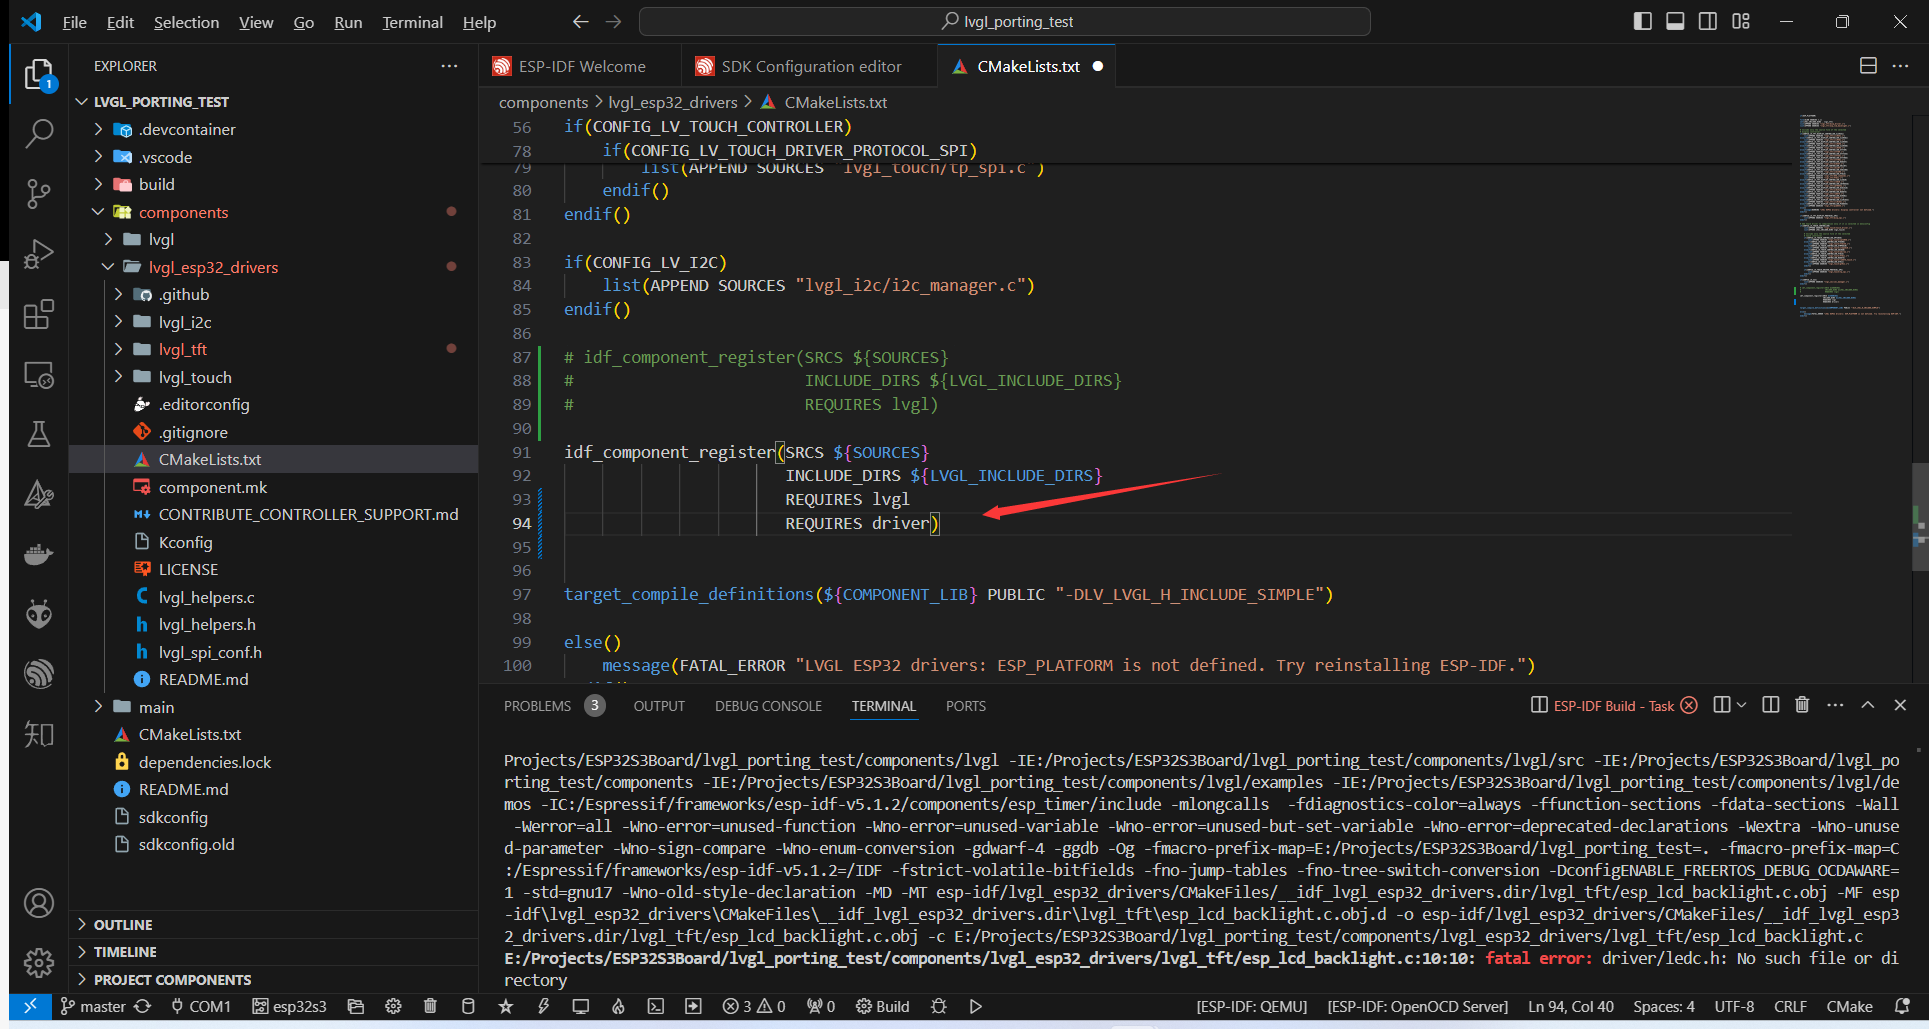 File Edit Selection View Go Run Terminal Help
lvgl_porting_test
EXPLORER
LVGL_PORTING_TEST
.devcontainer
.vscode
build
components
lvgl
lvgl_esp32_drivers
.github
lvgl_i2c
lvgl_tft
lvgl_touch
.editorconfig
.gitignore
CMakeLists.txt
component.mk
CONTRIBUTE_CONTROLLER_SUPPORT.md
Kconfig
LICENSE
lvgl_helpers.c
lvgl_helpers.h
lvgl_spi_conf.h
README.md
main
CMakeLists.txt
dependencies.lock
README.md
sdkconfig
sdkconfig.old
OUTLINE
TIMELINE
PROJECT COMPONENTS
1
知
ESP-IDF Welcome
SDK Configuration editor
CMakeLists.txt
components > lvgl_esp32_drivers > CMakeLists.txt
56 if(CONFIG_LV_TOUCH_CONTROLLER)
78 if(CONFIG_LV_TOUCH_DRIVER_PROTOCOL_SPI)
79 list(APPEND SOURCES "lvgl_touch/tp_spi.c")
80 endif()
81 endif()
82
83 if(CONFIG_LV_I2C)
84 list(APPEND SOURCES "lvgl_i2c/i2c_manager.c")
85 endif()
86
87 # idf_component_register(SRCS ${SOURCES}
88 # INCLUDE_DIRS ${LVGL_INCLUDE_DIRS}
89 # REQUIRES lvgl)
90
91 idf_component_register(SRCS ${SOURCES}
92 INCLUDE_DIRS ${LVGL_INCLUDE_DIRS}
93 REQUIRES lvgl
94 REQUIRES driver)
95
96
97 target_compile_definitions(${COMPONENT_LIB} PUBLIC "-DLV_LVGL_H_INCLUDE_SIMPLE")
98
99 else()
100 message(FATAL_ERROR "LVGL ESP32 drivers: ESP_PLATFORM is not defined. Try reinstalling ESP-IDF.")
PROBLEMS 3 OUTPUT DEBUG CONSOLE TERMINAL PORTS
ESP-IDF Build - Task
Projects/ESP32S3Board/lvgl_porting_test/components/lvgl -IE:/Projects/ESP32S3Board/lvgl_porting_test/components/lvgl/src -IE:/Projects/ESP32S3Board/lvgl_po
rting_test/components -IE:/Projects/ESP32S3Board/lvgl_porting_test/components/lvgl/examples -IE:/Projects/ESP32S3Board/lvgl_porting_test/components/lvgl/de
mos -IC:/Espressif/frameworks/esp-idf-v5.1.2/components/esp_timer/include -mlongcalls  -fdiagnostics-color=always -ffunction-sections -fdata-sections -Wall
-Werror=all -Wno-error=unused-function -Wno-error=unused-variable -Wno-error=unused-but-set-variable -Wno-error=deprecated-declarations -Wextra -Wno-unuse
d-parameter -Wno-sign-compare -Wno-enum-conversion -gdwarf-4 -ggdb -Og -fmacro-prefix-map=E:/Projects/ESP32S3Board/lvgl_porting_test=. -fmacro-prefix-map=C
:/Espressif/frameworks/esp-idf-v5.1.2=/IDF -fstrict-volatile-bitfields -fno-jump-tables -fno-tree-switch-conversion -DconfigENABLE_FREERTOS_DEBUG_OCDAWARE=
1 -std=gnu17 -Wno-old-style-declaration -MD -MT esp-idf/lvgl_esp32_drivers/CMakeFiles/__idf_lvgl_esp32_drivers.dir/lvgl_tft/esp_lcd_backlight.c.obj -MF esp
-idf\lvgl_esp32_drivers\CMakeFiles\__idf_lvgl_esp32_drivers.dir\lvgl_tft\esp_lcd_backlight.c.obj.d -o esp-idf/lvgl_esp32_drivers/CMakeFiles/__idf_lvgl_esp3
2_drivers.dir/lvgl_tft/esp_lcd_backlight.c.obj -c E:/Projects/ESP32S3Board/lvgl_porting_test/components/lvgl_esp32_drivers/lvgl_tft/esp_lcd_backlight.c
E:/Projects/ESP32S3Board/lvgl_porting_test/components/lvgl_esp32_drivers/lvgl_tft/esp_lcd_backlight.c:10:10: fatal error: driver/ledc.h: No such file or di
rectory
master COM1 esp32s3 3 0 0 Build [ESP-IDF: QEMU] [ESP-IDF: OpenOCD Server] Ln 94, Col 40 Spaces: 4 UTF-8 CRLF CMake